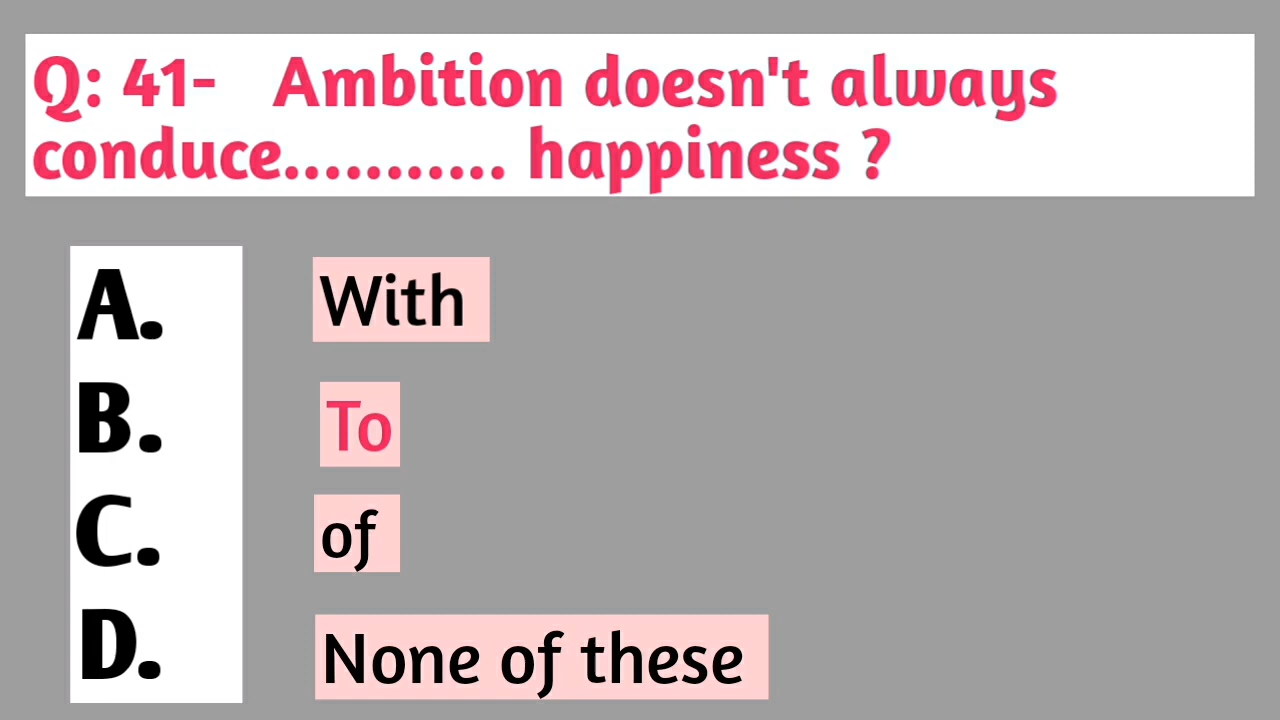 Q: 41- Ambition doesn't always
conduce........... happiness ?
A. With
B. To
C. of
D. None of these